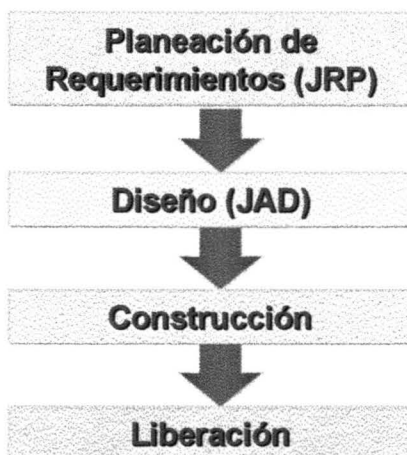 Planeación de
Requerimientos (JRP)
Diseño (JAD)
Construcción
Liberación